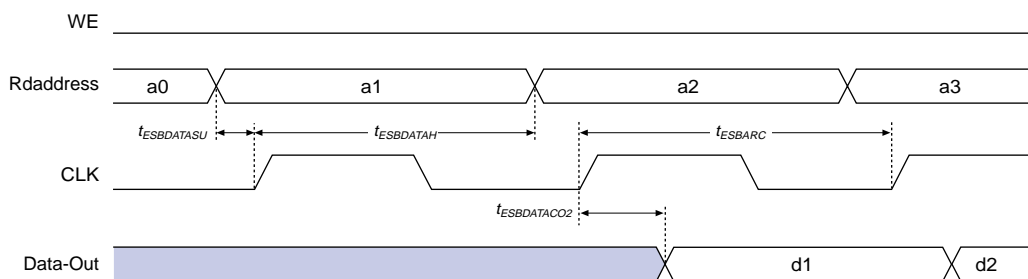 WE
Rdaddress a0 a1 a2 a3
tESBDATASU tESBDATAH tESBARC
CLK
tESBDATACO2
Data-Out d1 d2